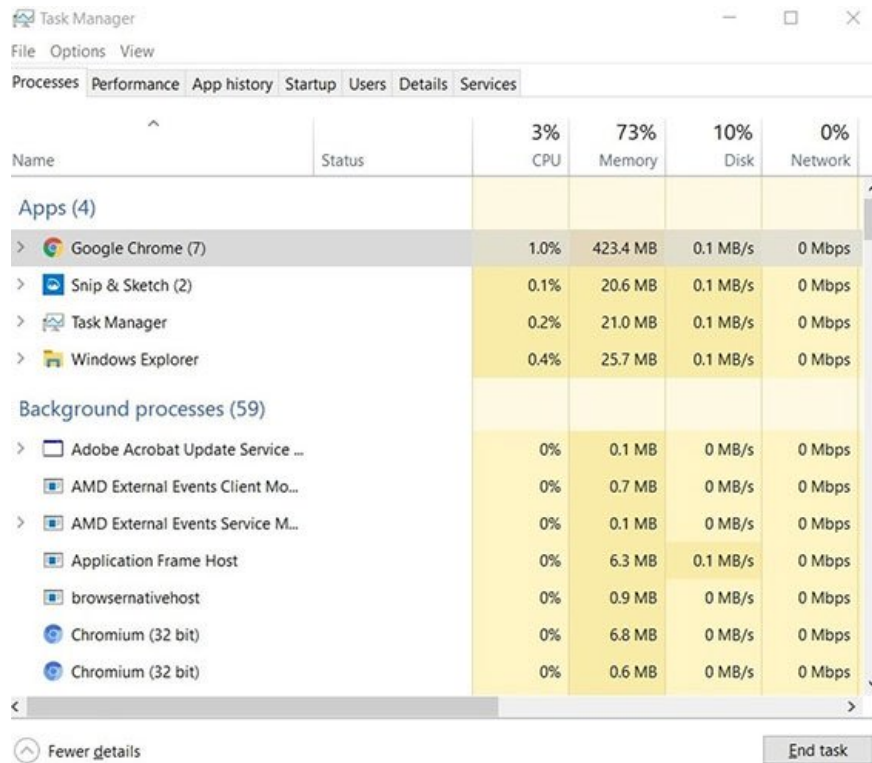 Task Manager
File Options View
Processes Performance App history Startup Users Details Services
3% 73% 10% 0%
Name Status CPU Memory Disk Network
Apps (4)
Google Chrome (7) 1.0% 423.4 MB 0.1 MB/s 0 Mbps
Snip & Sketch (2) 0.1% 20.6 MB 0.1 MB/s 0 Mbps
Task Manager 0.2% 21.0 MB 0.1 MB/s 0 Mbps
Windows Explorer 0.4% 25.7 MB 0.1 MB/s 0 Mbps
Background processes (59)
Adobe Acrobat Update Service ... 0% 0.1 MB 0 MB/s 0 Mbps
AMD External Events Client Mo... 0% 0.7 MB 0 MB/s 0 Mbps
AMD External Events Service M... 0% 0.1 MB 0 MB/s 0 Mbps
Application Frame Host 0% 6.3 MB 0.1 MB/s 0 Mbps
browsernativehost 0% 0.9 MB 0 MB/s 0 Mbps
Chromium (32 bit) 0% 6.8 MB 0 MB/s 0 Mbps
Chromium (32 bit) 0% 0.6 MB 0 MB/s 0 Mbps
Fewer details End task